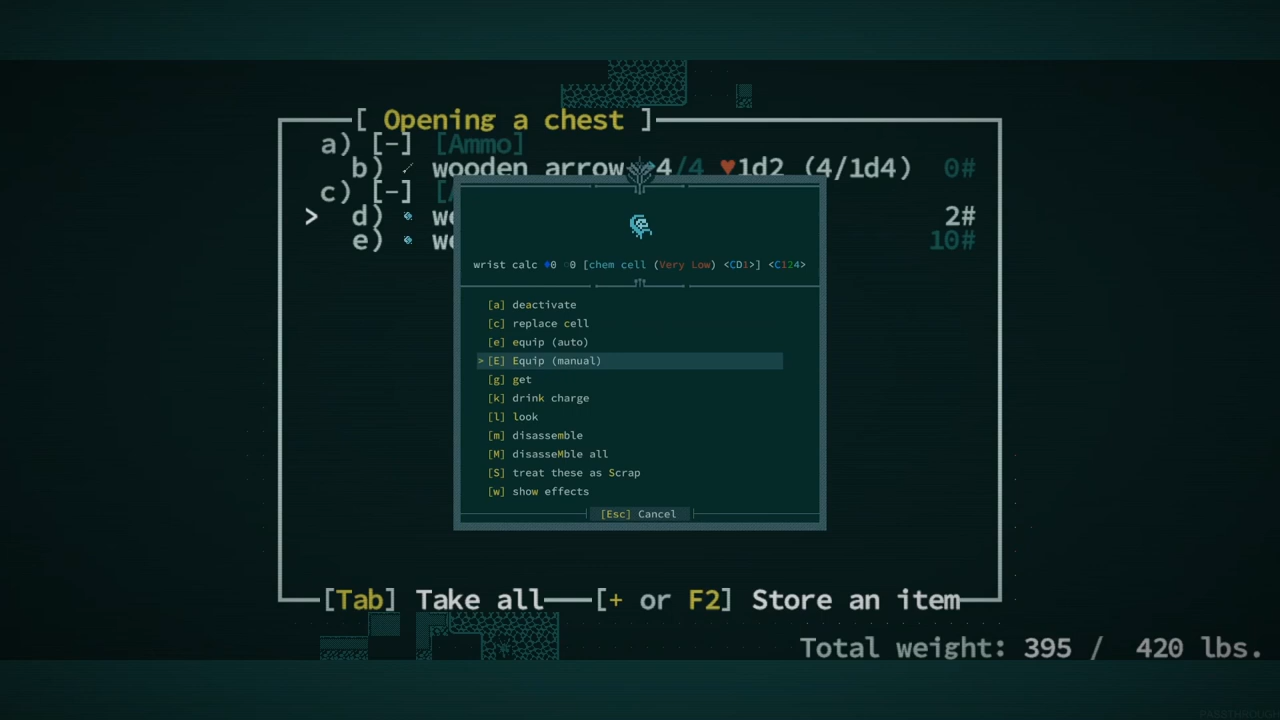 [ Opening a chest ]
a) [-] [Ammo]
b) wooden arrow 4/4 ♥1d2 (4/1d4) 0#
c) [-] [
> d) 2#
e) 10#
wrist calc ♦0 ○0 [chem cell (Very Low) <CD1>] <C124>
[a] deactivate
[c] replace cell
[e] equip (auto)
>[E] Equip (manual)
[g] get
[k] drink charge
[l] look
[m] disassemble
[M] disasseMble all
[S] treat these as Scrap
[w] show effects
[Esc] Cancel
[Tab] Take all [+ or F2] Store an item
Total weight: 395 / 420 lbs.